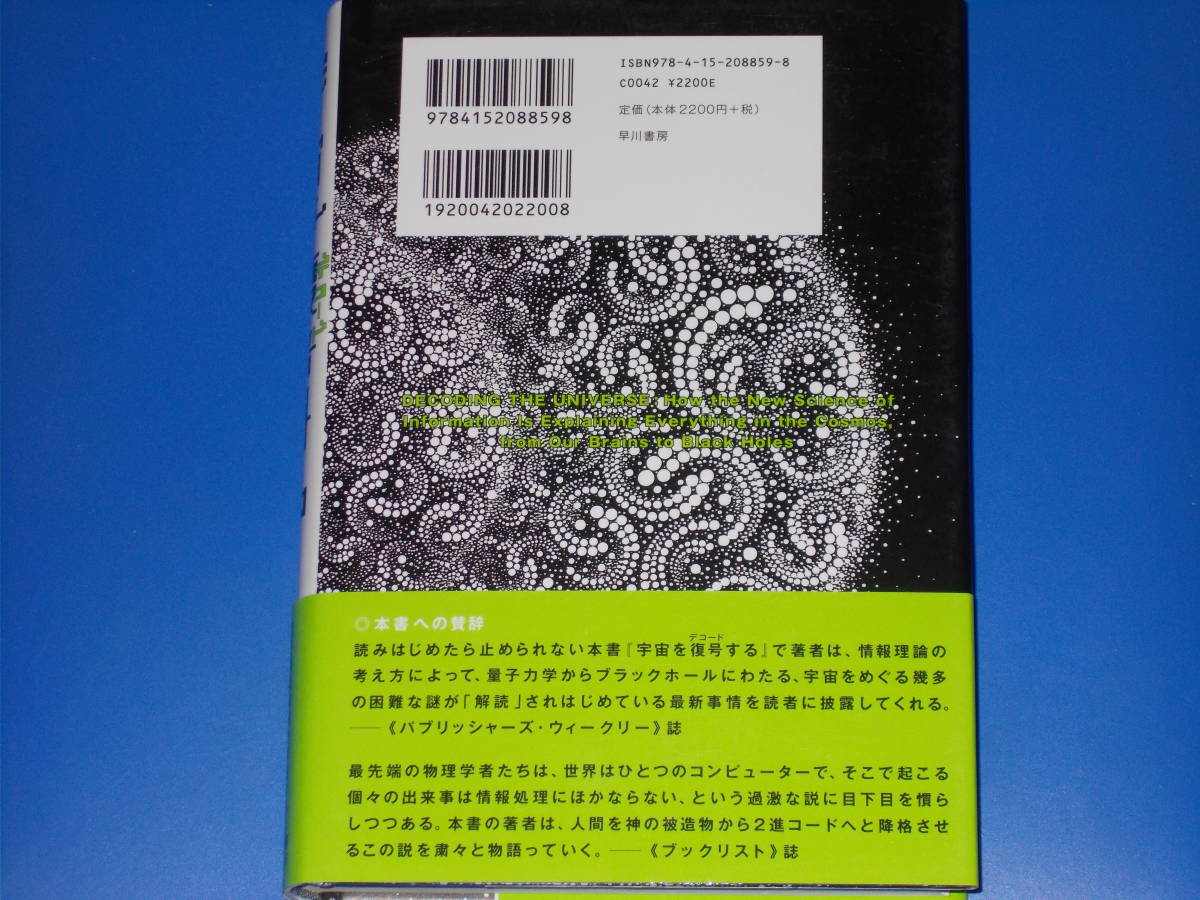 ISBN978-4-15-208859-8
C0042 ¥2200E
定価(本体2200円+税)
早川書房
9784152088598
1920042022008
DECODING THE UNIVERSE: How the New Science of
Information Is Explaining Everything in the Cosmos,
from Our Brains to Black Holes
◎本書への賛辞
デコード
読みはじめたら止められない本書『宇宙を復号する』で著者は、情報理論の
考え方によって、量子力学からブラックホールにわたる、宇宙をめぐる幾多
の困難な謎が「解読」されはじめている最新事情を読者に披露してくれる。
——《パブリッシャーズ・ウィークリー》誌
最先端の物理学者たちは、世界はひとつのコンピューターで、そこで起こる
個々の出来事は情報処理にほかならない、という過激な説に目下目を慣ら
しつつある。本書の著者は、人間を神の被造物から2進コードへと降格させ
るこの説を粛々と物語っていく。——《ブックリスト》誌